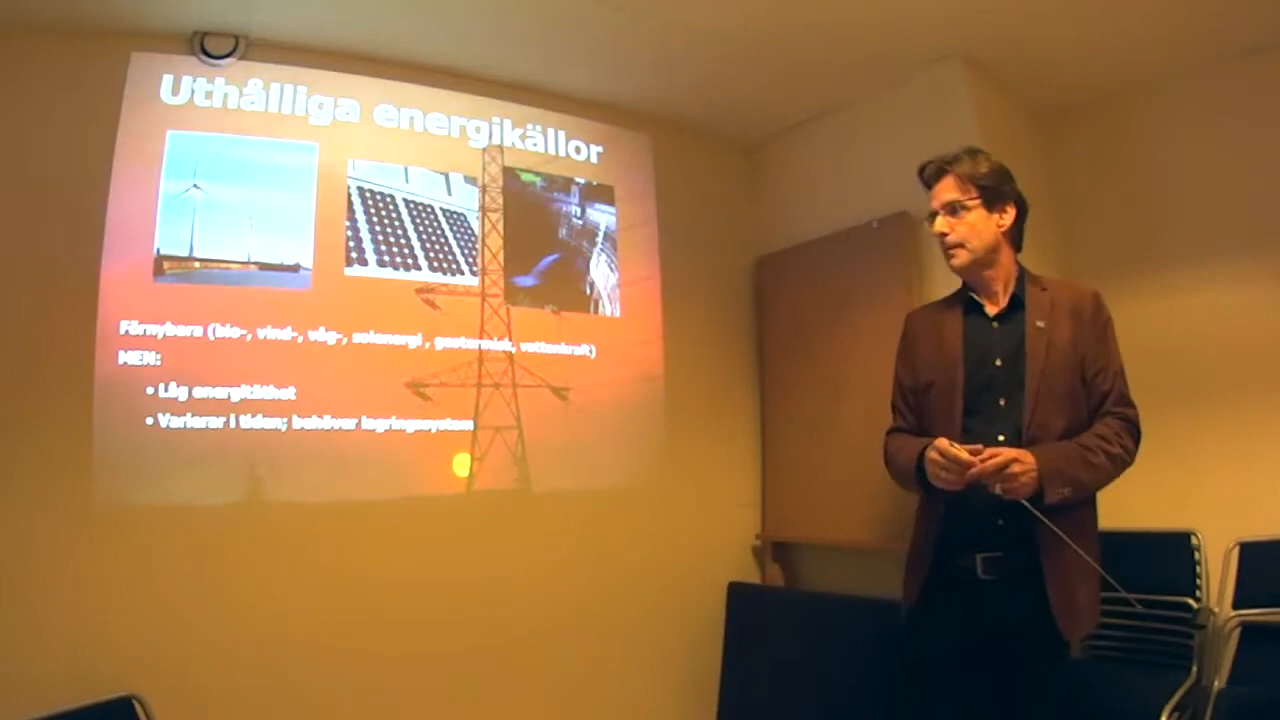 Uthålliga energikällor
Förnybara (bio-, vind-, våg-, solenergi , geotermisk, vattenkraft)
MEN:
• Låg energitäthet
• Varierar i tiden; behöver lagringssystem